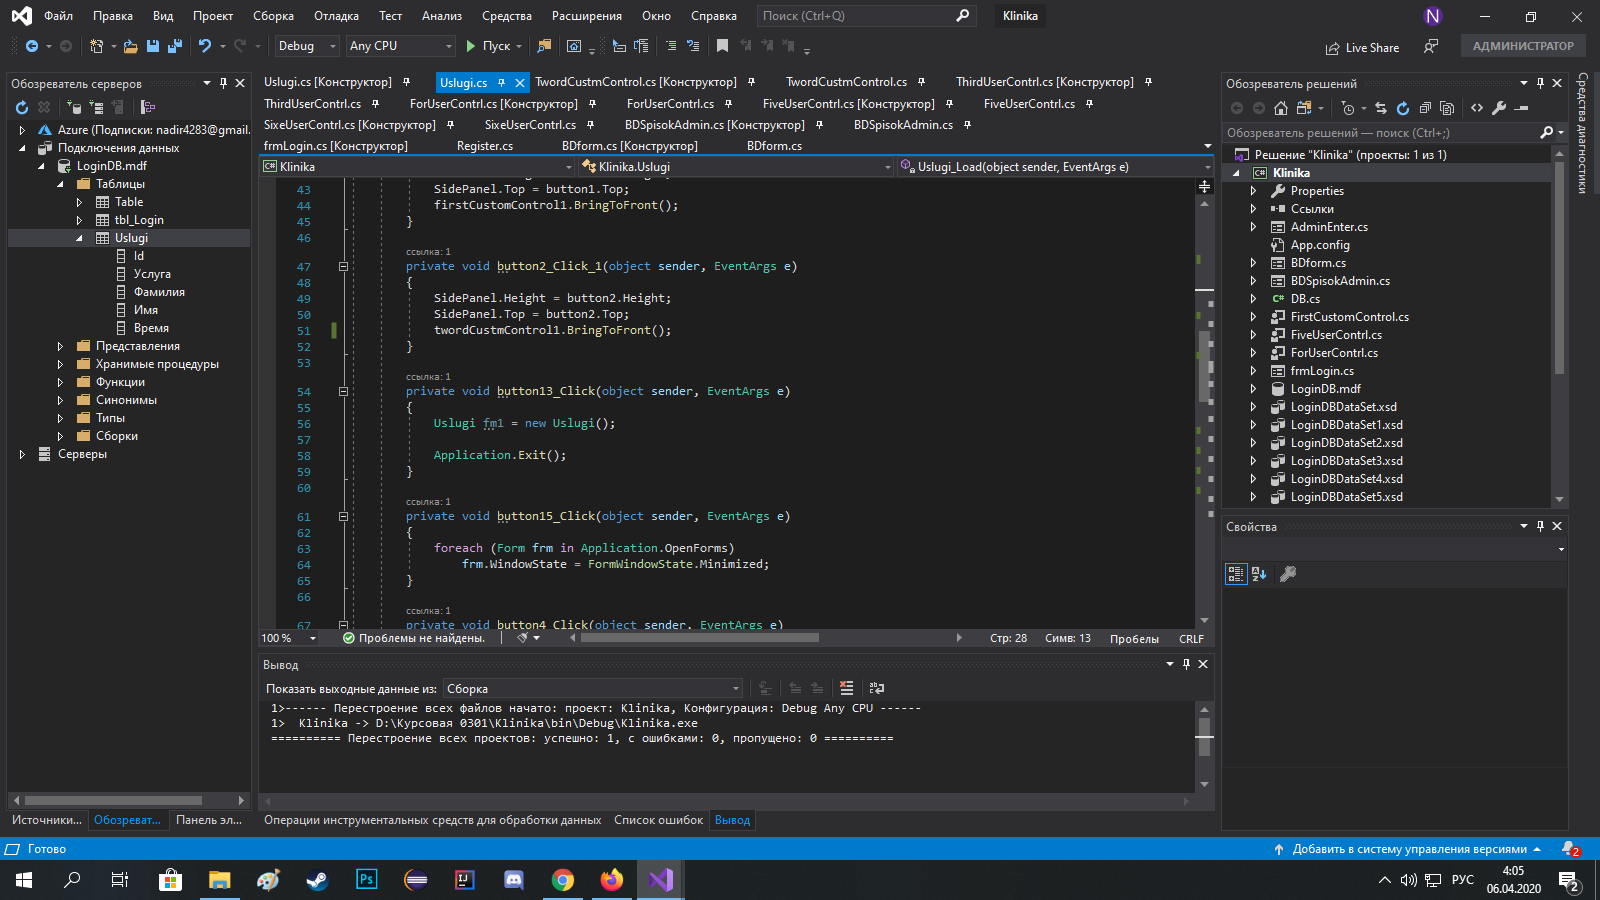 Файл Правка Вид Проект Сборка Отладка Тест Анализ Средства Расширения Окно Справка Поиск (Ctrl+Q) Klinika N
Debug Any CPU Пуск Live Share АДМИНИСТРАТОР
Обозреватель серверов
Azure (Подписки: nadir4283@gmail.
Подключения данных
LoginDB.mdf
Таблицы
Table
tbl_Login
Uslugi
Id
Услуга
Фамилия
Имя
Время
Представления
Хранимые процедуры
Функции
Синонимы
Типы
Сборки
Серверы
Источники... Обозреват... Панель эл...
Uslugi.cs [Конструктор] Uslugi.cs TwordCustmControl.cs [Конструктор] TwordCustmControl.cs ThirdUserContrl.cs [Конструктор]
ThirdUserContrl.cs ForUserContrl.cs [Конструктор] ForUserContrl.cs FiveUserContrl.cs [Конструктор] FiveUserContrl.cs
SixeUserContrl.cs [Конструктор] SixeUserContrl.cs BDSpisokAdmin.cs [Конструктор] BDSpisokAdmin.cs
frmLogin.cs [Конструктор] Register.cs BDform.cs [Конструктор] BDform.cs
Klinika Klinika.Uslugi Uslugi_Load(object sender, EventArgs e)
43 SidePanel.Top = button1.Top;
44 firstCustomControl1.BringToFront();
45 }
46
ссылка: 1
47 private void button2_Click_1(object sender, EventArgs e)
48 {
49 SidePanel.Height = button2.Height;
50 SidePanel.Top = button2.Top;
51 twordCustmControl1.BringToFront();
52 }
53
ссылка: 1
54 private void button13_Click(object sender, EventArgs e)
55 {
56 Uslugi fm1 = new Uslugi();
57
58 Application.Exit();
59 }
60
ссылка: 1
61 private void button15_Click(object sender, EventArgs e)
62 {
63 foreach (Form frm in Application.OpenForms)
64 frm.WindowState = FormWindowState.Minimized;
65 }
66
ссылка: 1
67 private void button4_Click(object sender, EventArgs e)
100 % Проблемы не найдены. Стр: 28 Симв: 13 Пробелы CRLF
Вывод
Показать выходные данные из: Сборка
1>------ Перестроение всех файлов начато: проект: Klinika, Конфигурация: Debug Any CPU ------
1> Klinika -> D:\Курсовая 0301\Klinika\bin\Debug\Klinika.exe
========== Перестроение всех проектов: успешно: 1, с ошибками: 0, пропущено: 0 ==========
Операции инструментальных средств для обработки данных Список ошибок Вывод
Обозреватель решений
Обозреватель решений — поиск (Ctrl+;)
Решение "Klinika" (проекты: 1 из 1)
Klinika
Properties
Ссылки
AdminEnter.cs
App.config
BDform.cs
BDSpisokAdmin.cs
DB.cs
FirstCustomControl.cs
FiveUserContrl.cs
ForUserContrl.cs
frmLogin.cs
LoginDB.mdf
LoginDBDataSet.xsd
LoginDBDataSet1.xsd
LoginDBDataSet2.xsd
LoginDBDataSet3.xsd
LoginDBDataSet4.xsd
LoginDBDataSet5.xsd
Свойства
Средства диагностики
Готово Добавить в систему управления версиями 2
Ps РУС 4:05
06.04.2020 2